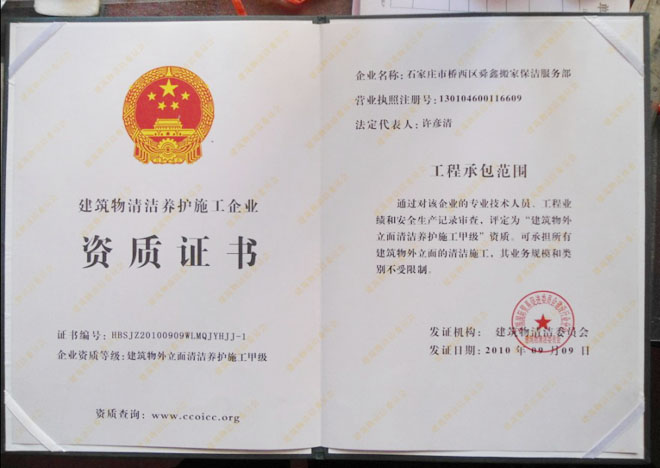 建筑物清洁养护施工企业
资质证书
证书编号：HBSJZ20100909WLMQJYHJJ-1
企业资质等级：建筑物外立面清洁养护施工甲级
资质查询：www.ccoicc.org
企业名称：石家庄市桥西区舜鑫搬家保洁服务部
营业执照注册号：130104600116609
法定代表人：许彦清
工程承包范围
通过对该企业的专业技术人员、工程业
绩和安全生产记录审查，评定为“建筑物外
立面清洁养护施工甲级”资质。可承担所有
建筑物外立面的清洁施工，其业务规模和类
别不受限制。
发证机构：建筑物清洁委员会
发证日期：2010 年 09 月 09 日